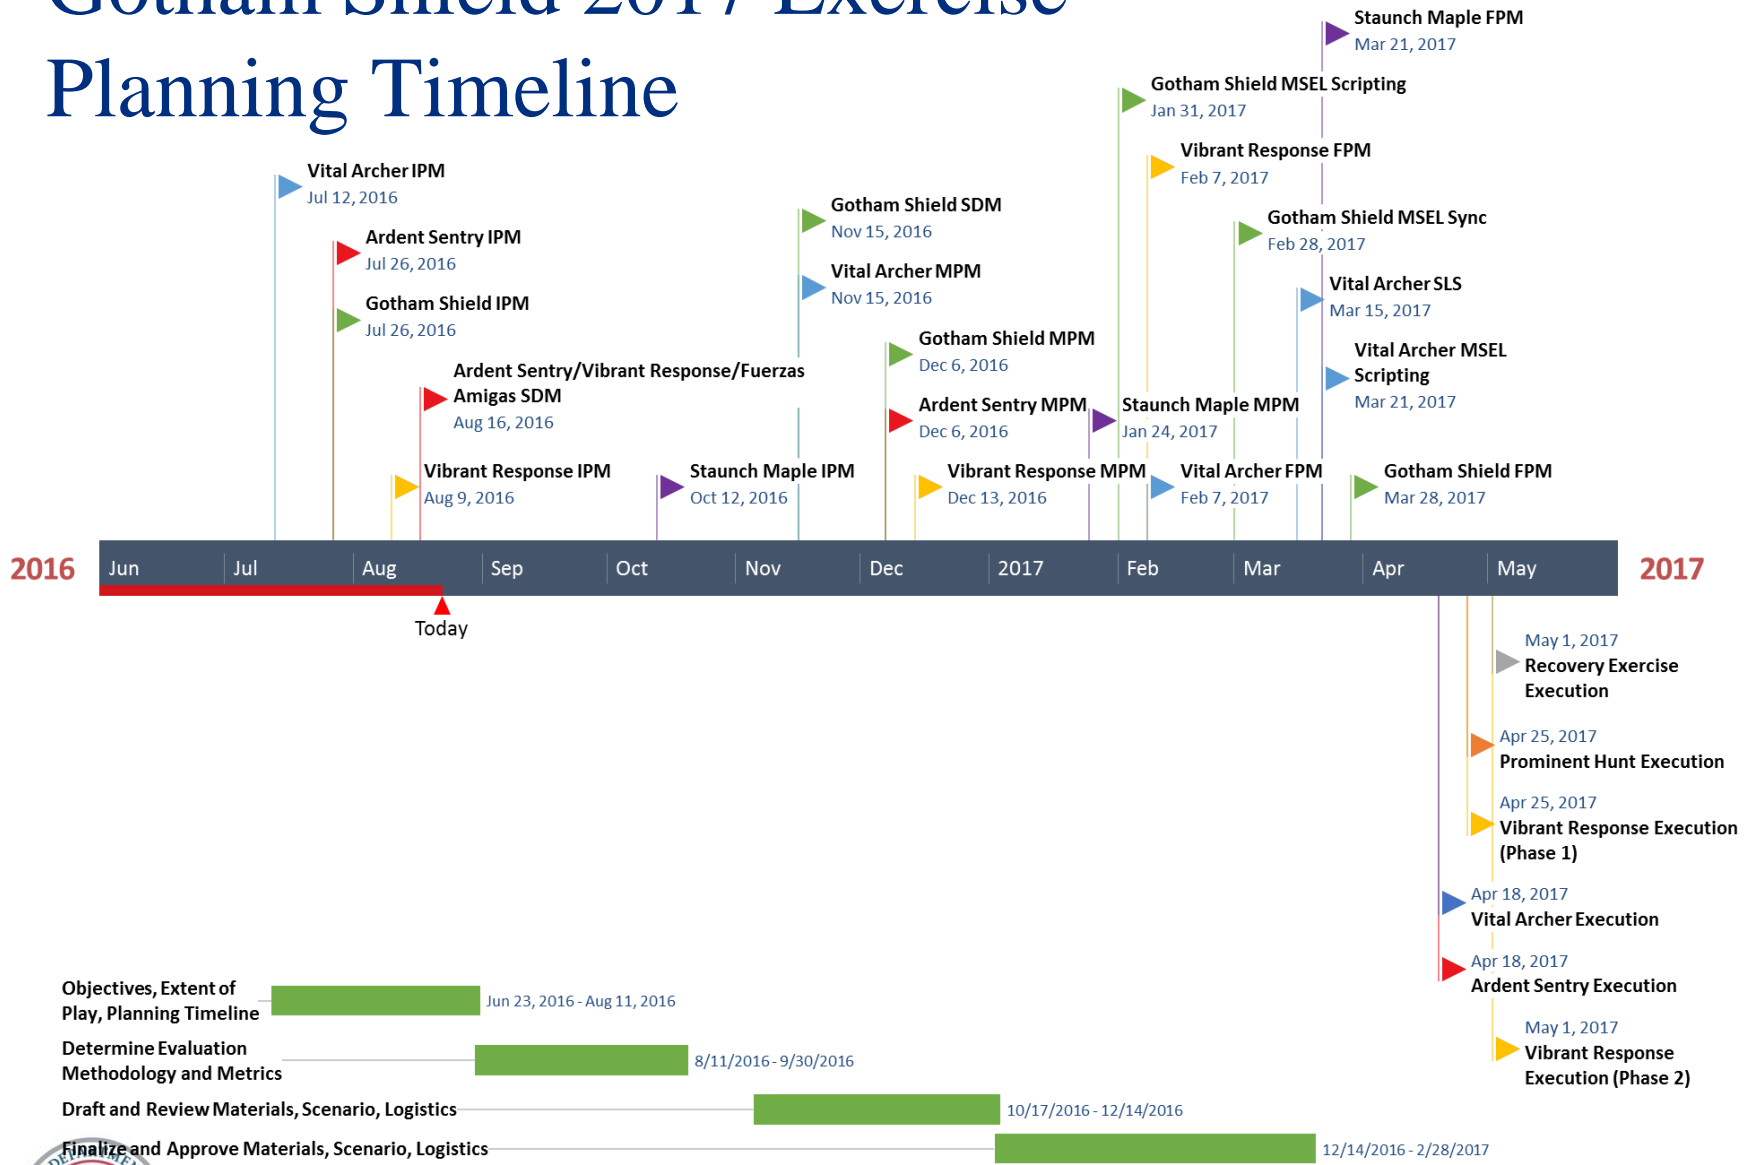 Gotham Shield 2017 Exercise
Planning Timeline
Staunch Maple FPM
Mar 21, 2017
Gotham Shield MSEL Scripting
Jan 31, 2017
Vibrant Response FPM
Feb 7, 2017
Vital Archer IPM
Jul 12, 2016
Gotham Shield SDM
Nov 15, 2016
Gotham Shield MSEL Sync
Feb 28, 2017
Ardent Sentry IPM
Jul 26, 2016
Vital Archer MPM
Nov 15, 2016
Vital Archer SLS
Mar 15, 2017
Gotham Shield IPM
Jul 26, 2016
Gotham Shield MPM
Dec 6, 2016
Vital Archer MSEL
Scripting
Mar 21, 2017
Ardent Sentry/Vibrant Response/Fuerzas
Amigas SDM
Aug 16, 2016
Ardent Sentry MPM
Dec 6, 2016
Staunch Maple MPM
Jan 24, 2017
Vibrant Response IPM
Aug 9, 2016
Staunch Maple IPM
Oct 12, 2016
Vibrant Response MPM
Dec 13, 2016
Vital Archer FPM
Feb 7, 2017
Gotham Shield FPM
Mar 28, 2017
2016 Jun Jul Aug Sep Oct Nov Dec 2017 Feb Mar Apr May 2017
Today
May 1, 2017
Recovery Exercise
Execution
Apr 25, 2017
Prominent Hunt Execution
Apr 25, 2017
Vibrant Response Execution
(Phase 1)
Apr 18, 2017
Vital Archer Execution
Apr 18, 2017
Ardent Sentry Execution
May 1, 2017
Vibrant Response
Execution (Phase 2)
Objectives, Extent of
Play, Planning Timeline
Jun 23, 2016 - Aug 11, 2016
Determine Evaluation
Methodology and Metrics
8/11/2016 - 9/30/2016
Draft and Review Materials, Scenario, Logistics
10/17/2016 - 12/14/2016
Finalize and Approve Materials, Scenario, Logistics
12/14/2016 - 2/28/2017